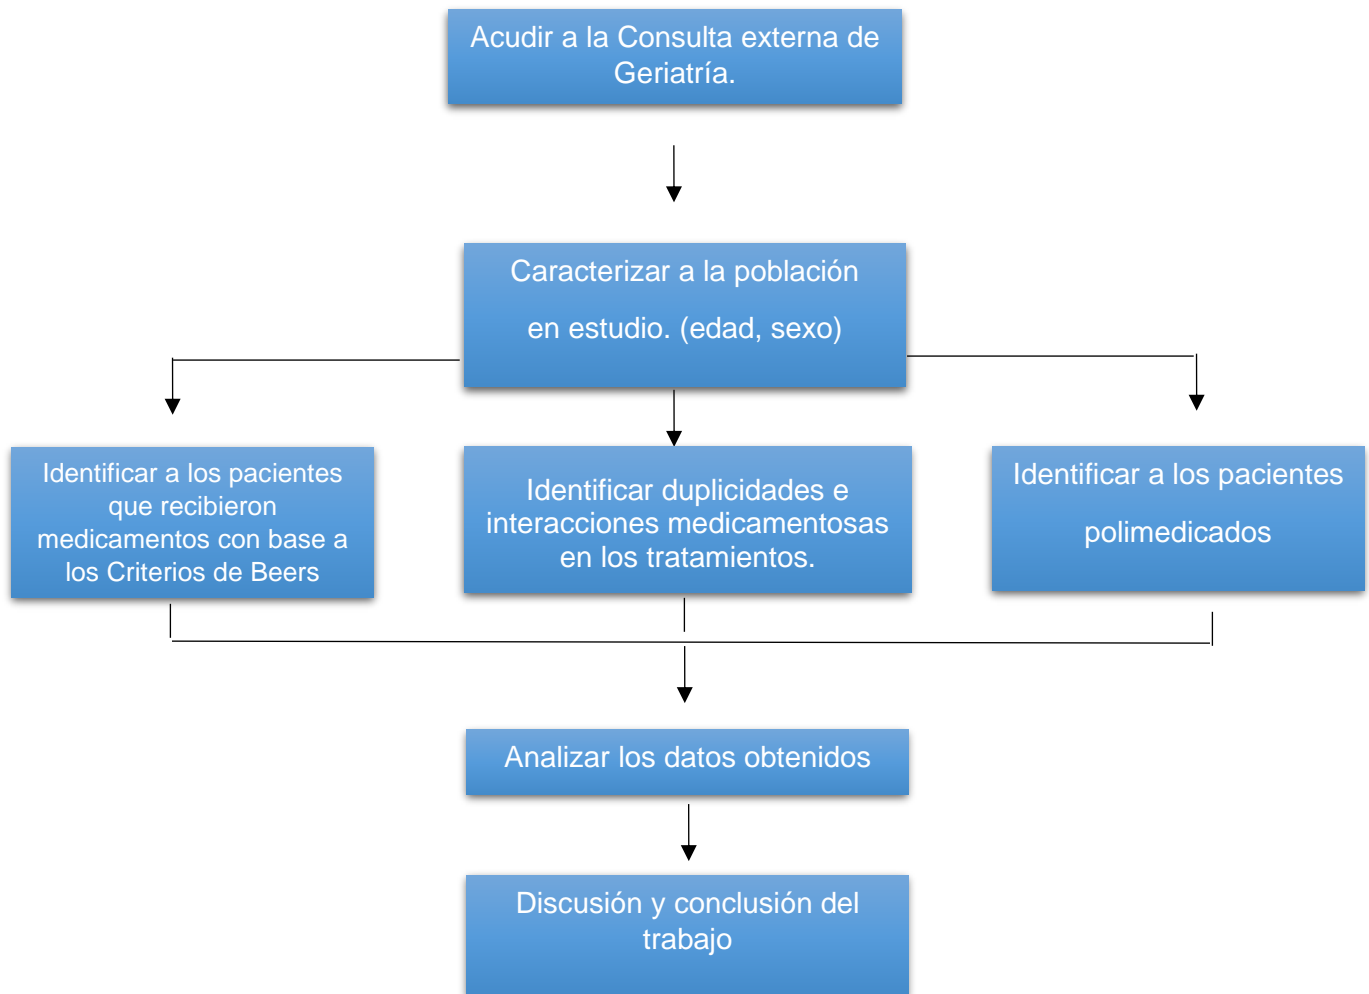 Acudir a la Consulta externa de
Geriatría.
Caracterizar a la población
en estudio. (edad, sexo)
Identificar a los pacientes
que recibieron
medicamentos con base a
los Criterios de Beers
Identificar duplicidades e
interacciones medicamentosas
en los tratamientos.
Identificar a los pacientes
polimedicados
Analizar los datos obtenidos
Discusión y conclusión del
trabajo